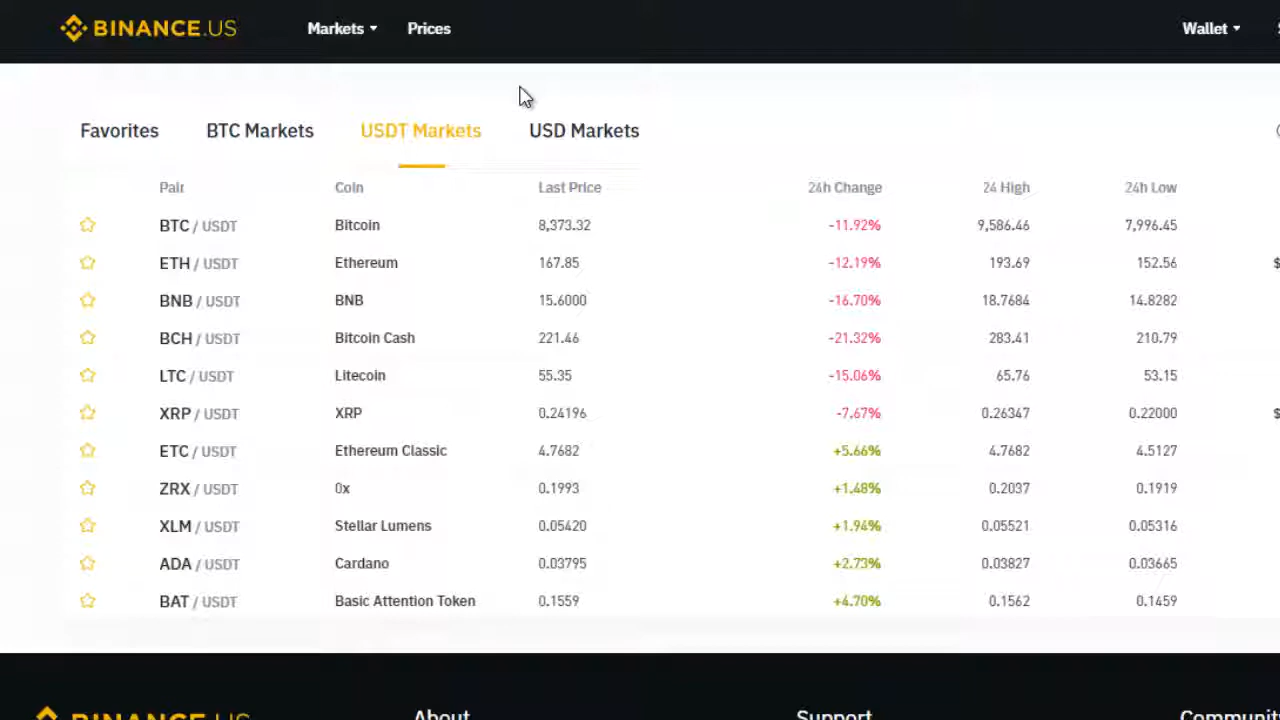 BINANCE.US Markets Prices Wallet
Favorites BTC Markets USDT Markets USD Markets
Pair Coin Last Price 24h Change 24 High 24h Low
BTC / USDT Bitcoin 8,373.32 -11.92% 9,586.46 7,996.45
ETH / USDT Ethereum 167.85 -12.19% 193.69 152.56 $
BNB / USDT BNB 15.6000 -16.70% 18.7684 14.8282
BCH / USDT Bitcoin Cash 221.46 -21.32% 283.41 210.79
LTC / USDT Litecoin 55.35 -15.06% 65.76 53.15
XRP / USDT XRP 0.24196 -7.67% 0.26347 0.22000 $
ETC / USDT Ethereum Classic 4.7682 +5.66% 4.7682 4.5127
ZRX / USDT 0x 0.1993 +1.48% 0.2037 0.1919
XLM / USDT Stellar Lumens 0.05420 +1.94% 0.05521 0.05316
ADA / USDT Cardano 0.03795 +2.73% 0.03827 0.03665
BAT / USDT Basic Attention Token 0.1559 +4.70% 0.1562 0.1459
BINANCE.US About Support Communit